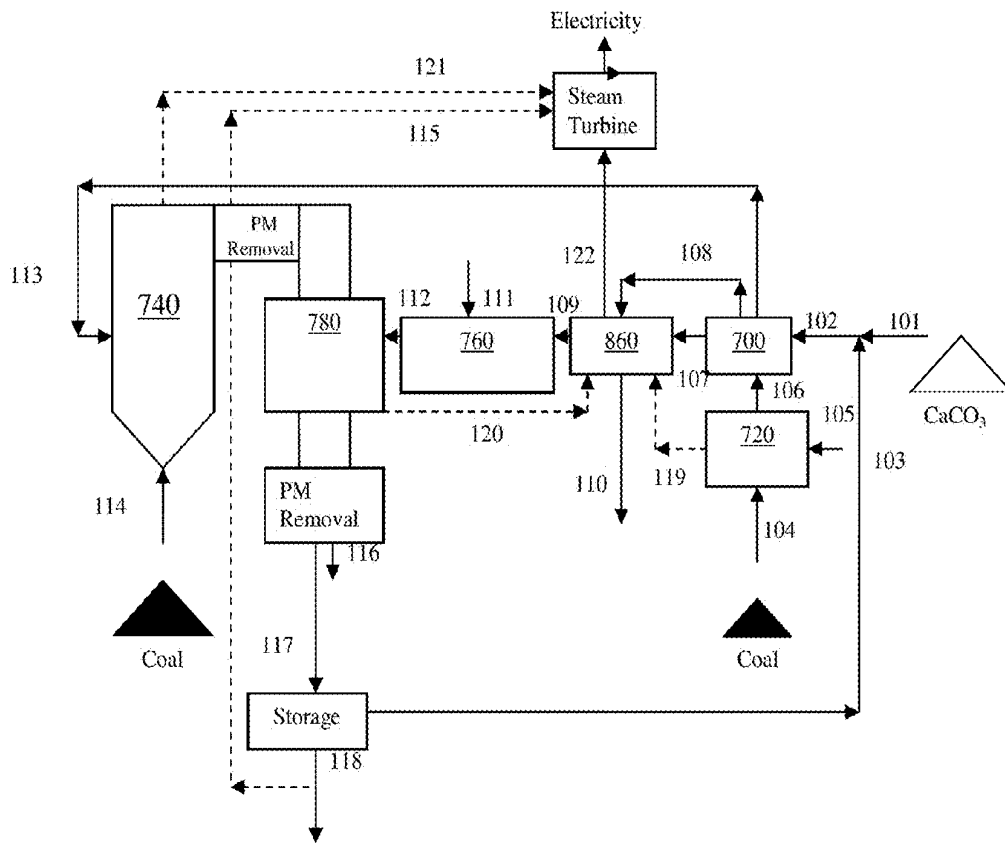 Electricity
121
Steam
Turbine
115
PM
Removal
113
740
780
112
111
109
122
108
102
101
760
860
700
107
106
CaCO₃
720
105
103
120
119
110
104
114
PM
Removal
116
Coal
Coal
117
Storage
118